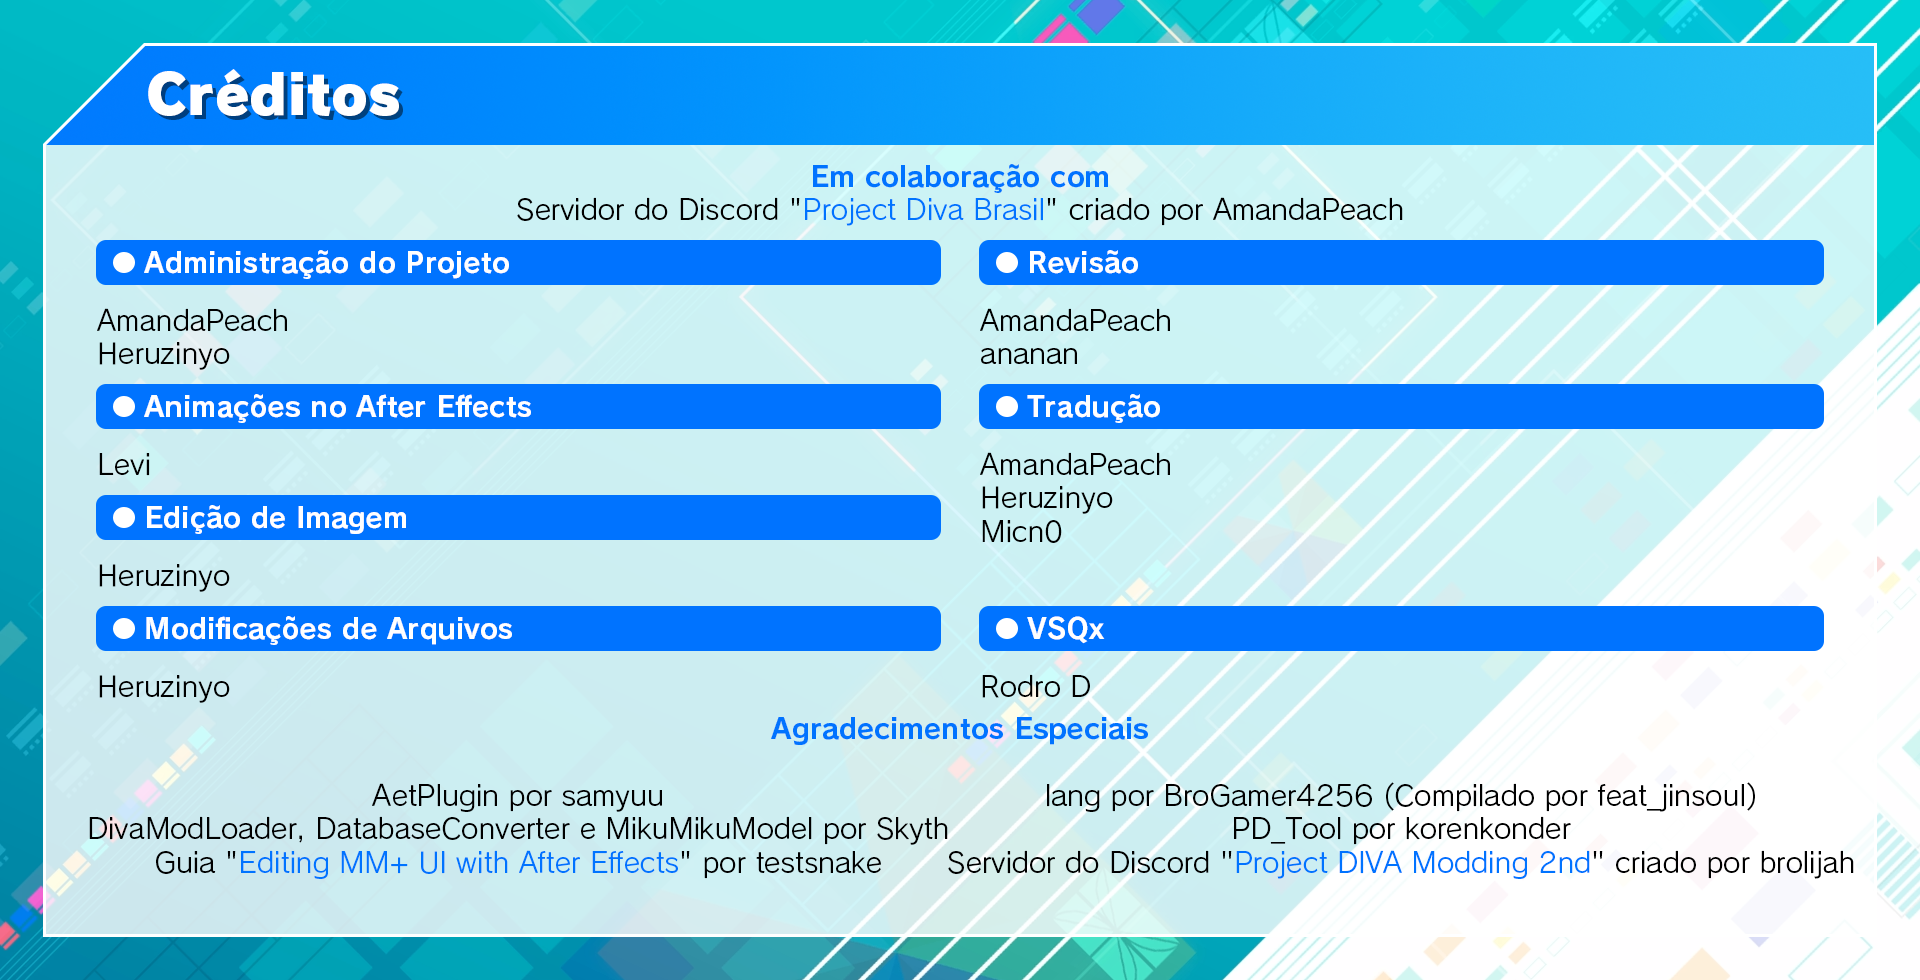 Créditos
Em colaboração com
Servidor do Discord "Project Diva Brasil" criado por AmandaPeach
● Administração do Projeto
AmandaPeach
Heruzinyo
● Animações no After Effects
Levi
● Edição de Imagem
Heruzinyo
● Modificações de Arquivos
Heruzinyo
● Revisão
AmandaPeach
ananan
● Tradução
AmandaPeach
Heruzinyo
Micn0
● VSQx
Rodro D
Agradecimentos Especiais
AetPlugin por samyuu
DivaModLoader, DatabaseConverter e MikuMikuModel por Skyth
Guia "Editing MM+ UI with After Effects" por testsnake
lang por BroGamer4256 (Compilado por feat_jinsoul)
PD_Tool por korenkonder
Servidor do Discord "Project DIVA Modding 2nd" criado por brolijah